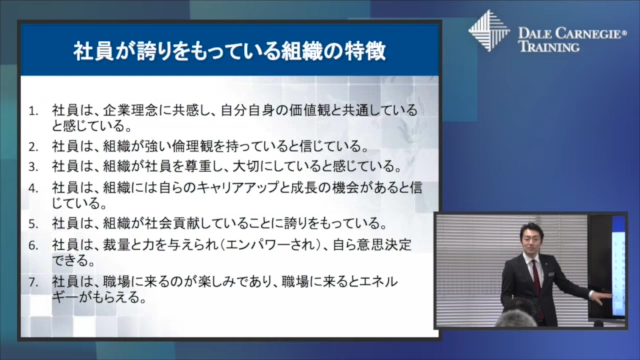 社員が誇りをもっている組織の特徴
DALE CARNEGIE®
TRAINING
1. 社員は、企業理念に共感し、自分自身の価値観と共通している
と感じている。
2. 社員は、組織が強い倫理観を持っていると信じている。
3. 社員は、組織が社員を尊重し、大切にしていると感じている。
4. 社員は、組織には自らのキャリアアップと成長の機会があると信
じている。
5. 社員は、組織が社会貢献していることに誇りをもっている。
6. 社員は、裁量と力を与えられ(エンパワーされ)、自ら意思決定
できる。
7. 社員は、職場に来るのが楽しみであり、職場に来るとエネル
ギーがもらえる。